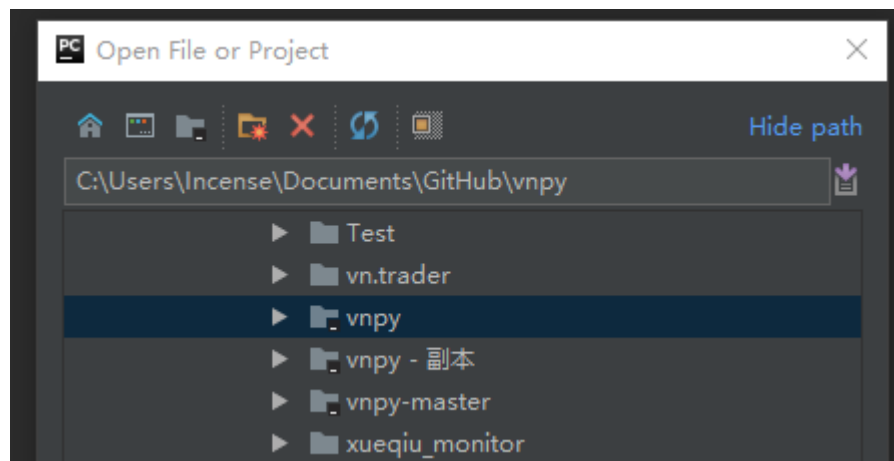 PC Open File or Project
Hide path
C:\Users\Incense\Documents\GitHub\vnpy
Test
vn.trader
vnpy
vnpy - 副本
vnpy-master
xueqiu_monitor